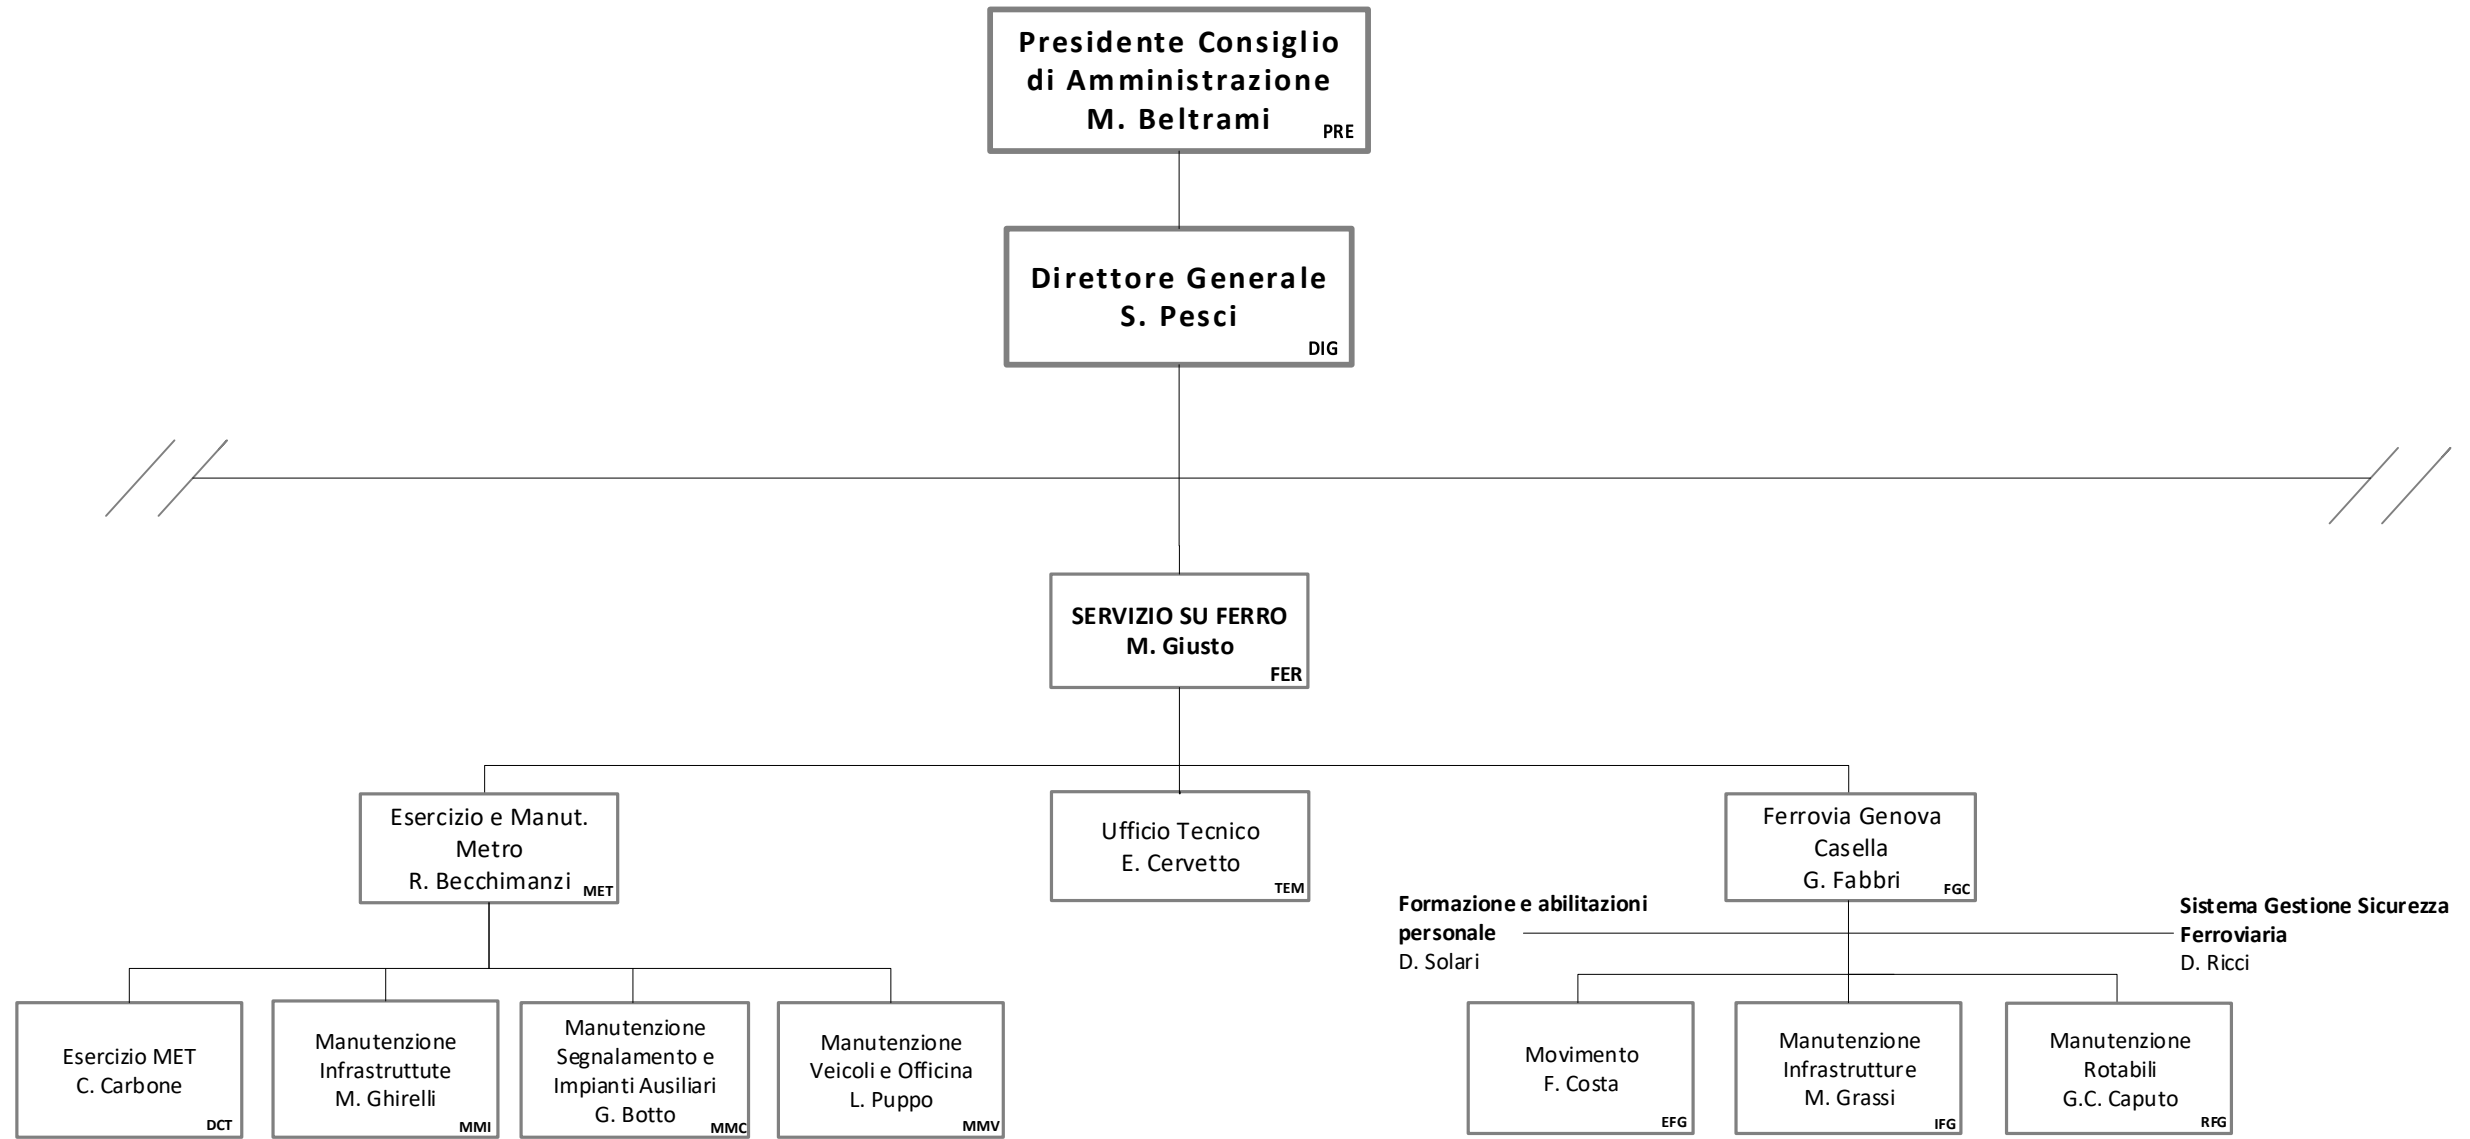 Presidente Consiglio
di Amministrazione
M. Beltrami
PRE
Direttore Generale
S. Pesci
DIG
SERVIZIO SU FERRO
M. Giusto
FER
Esercizio e Manut.
Metro
R. Becchimanzi
MET
Ufficio Tecnico
E. Cervetto
TEM
Ferrovia Genova
Casella
G. Fabbri
FGC
Formazione e abilitazioni
personale
D. Solari
Sistema Gestione Sicurezza
Ferroviaria
D. Ricci
Esercizio MET
C. Carbone
DCT
Manutenzione
Infrastruttute
M. Ghirelli
MMI
Manutenzione
Segnalamento e
Impianti Ausiliari
G. Botto
MMC
Manutenzione
Veicoli e Officina
L. Puppo
MMV
Movimento
F. Costa
EFG
Manutenzione
Infrastrutture
M. Grassi
IFG
Manutenzione
Rotabili
G.C. Caputo
RFG